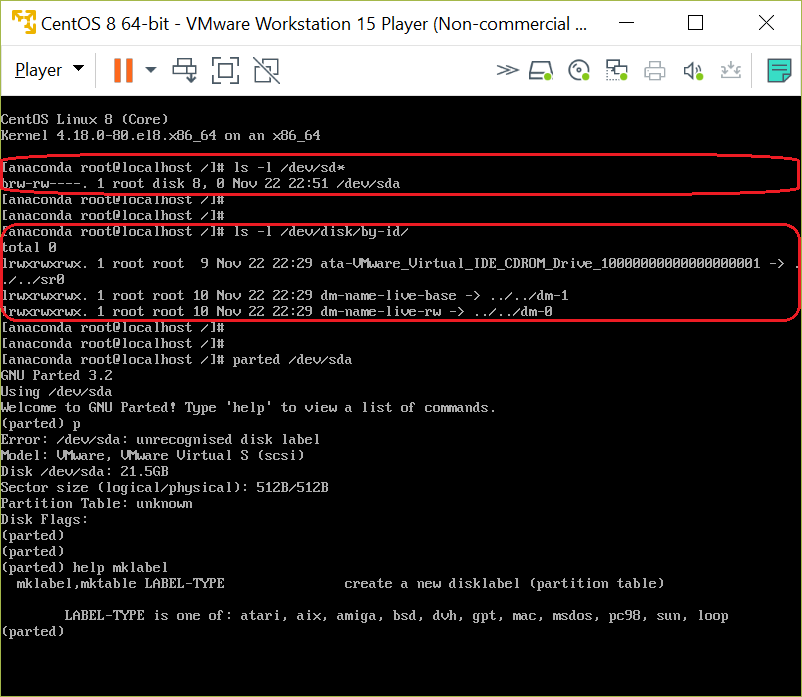 CentOS 8 64-bit - VMware Workstation 15 Player (Non-commercial ...
Player
CentOS Linux 8 (Core)
Kernel 4.18.0-80.el8.x86_64 on an x86_64
[anaconda root@localhost /]# ls -l /dev/sd*
brw-rw----. 1 root disk 8, 0 Nov 22 22:51 /dev/sda
[anaconda root@localhost /]#
[anaconda root@localhost /]#
[anaconda root@localhost /]# ls -l /dev/disk/by-id/
total 0
lrwxrwxrwx. 1 root root  9 Nov 22 22:29 ata-VMware_Virtual_IDE_CDROM_Drive_10000000000000000001 -> .
./../sr0
lrwxrwxrwx. 1 root root 10 Nov 22 22:29 dm-name-live-base -> ../../dm-1
lrwxrwxrwx. 1 root root 10 Nov 22 22:29 dm-name-live-rw -> ../../dm-0
[anaconda root@localhost /]#
[anaconda root@localhost /]#
[anaconda root@localhost /]# parted /dev/sda
GNU Parted 3.2
Using /dev/sda
Welcome to GNU Parted! Type 'help' to view a list of commands.
(parted) p
Error: /dev/sda: unrecognised disk label
Model: VMware, VMware Virtual S (scsi)
Disk /dev/sda: 21.5GB
Sector size (logical/physical): 512B/512B
Partition Table: unknown
Disk Flags:
(parted)
(parted)
(parted) help mklabel
  mklabel,mktable LABEL-TYPE               create a new disklabel (partition table)
        LABEL-TYPE is one of: atari, aix, amiga, bsd, dvh, gpt, mac, msdos, pc98, sun, loop
(parted)